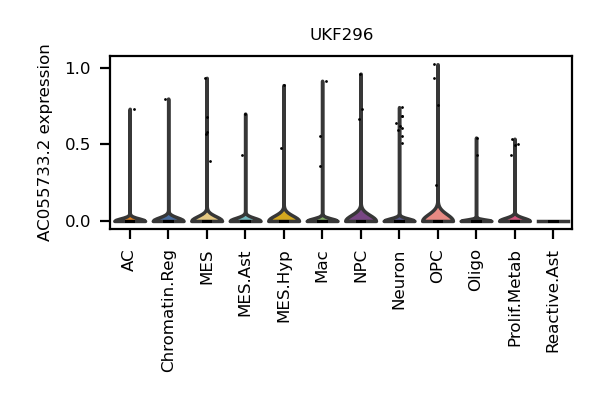 UKF296
AC055733.2 expression
1.0
0.5
0.0
AC
Chromatin.Reg
MES
MES.Ast
MES.Hyp
Mac
NPC
Neuron
OPC
Oligo
Prolif.Metab
Reactive.Ast